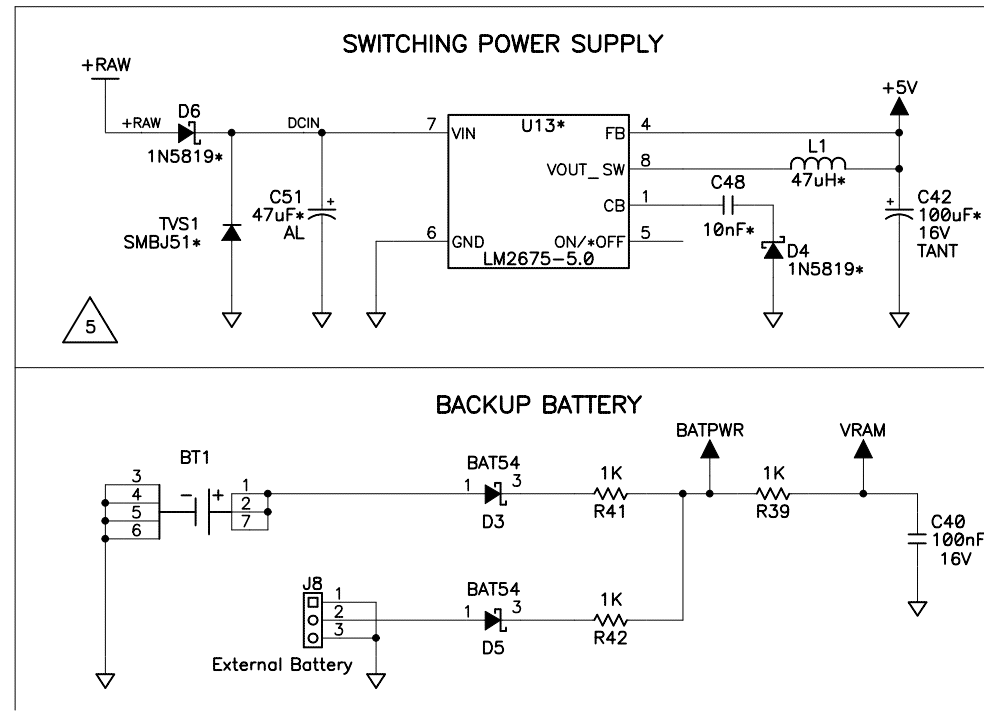 SWITCHING POWER SUPPLY
+RAW
+5V
+RAW
D6
1N5819*
DCIN
7
VIN
U13*
FB
4
VOUT_SW
8
L1
47uH*
C51
47uF*
AL
CB
1
C48
10nF*
C42
100uF*
16V
TANT
TVS1
SMBJ51*
6
GND
ON/*OFF
5
LM2675-5.0
D4
1N5819*
5
BACKUP BATTERY
BATPWR
VRAM
BT1
3
4
5
6
-
+
1
2
7
BAT54
1
3
D3
1K
R41
1K
R39
C40
100nF
16V
J8
1
2
3
External Battery
BAT54
1
3
D5
1K
R42